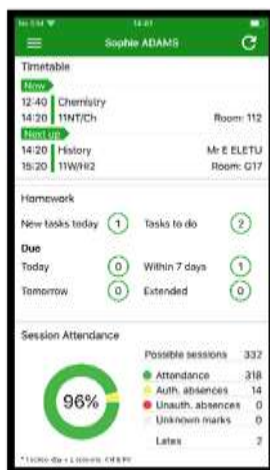 No SIM 14:41
Sophie ADAMS
Timetable
Now
12:40 Chemistry
14:20 11NT/Ch Room: 112
Next up
14:20 History Mr E ELETU
15:20 11W/Hi2 Room: G17
Homework
New tasks today 1 Tasks to do 2
Due
Today 0 Within 7 days 1
Tomorrow 0 Extended 0
Session Attendance
Possible sessions 332
Attendance 318
Auth. absences 14
Unauth. absences 0
Unknown marks 0
Lates 2
96%